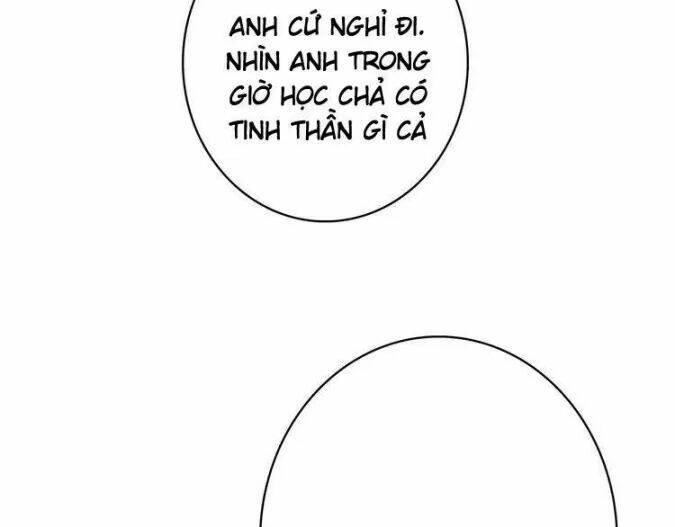 ANH CỨ NGHỈ ĐI.
NHÌN ANH TRONG
GIỜ HỌC CHẢ CÓ
TINH THẦN GÌ CẢ